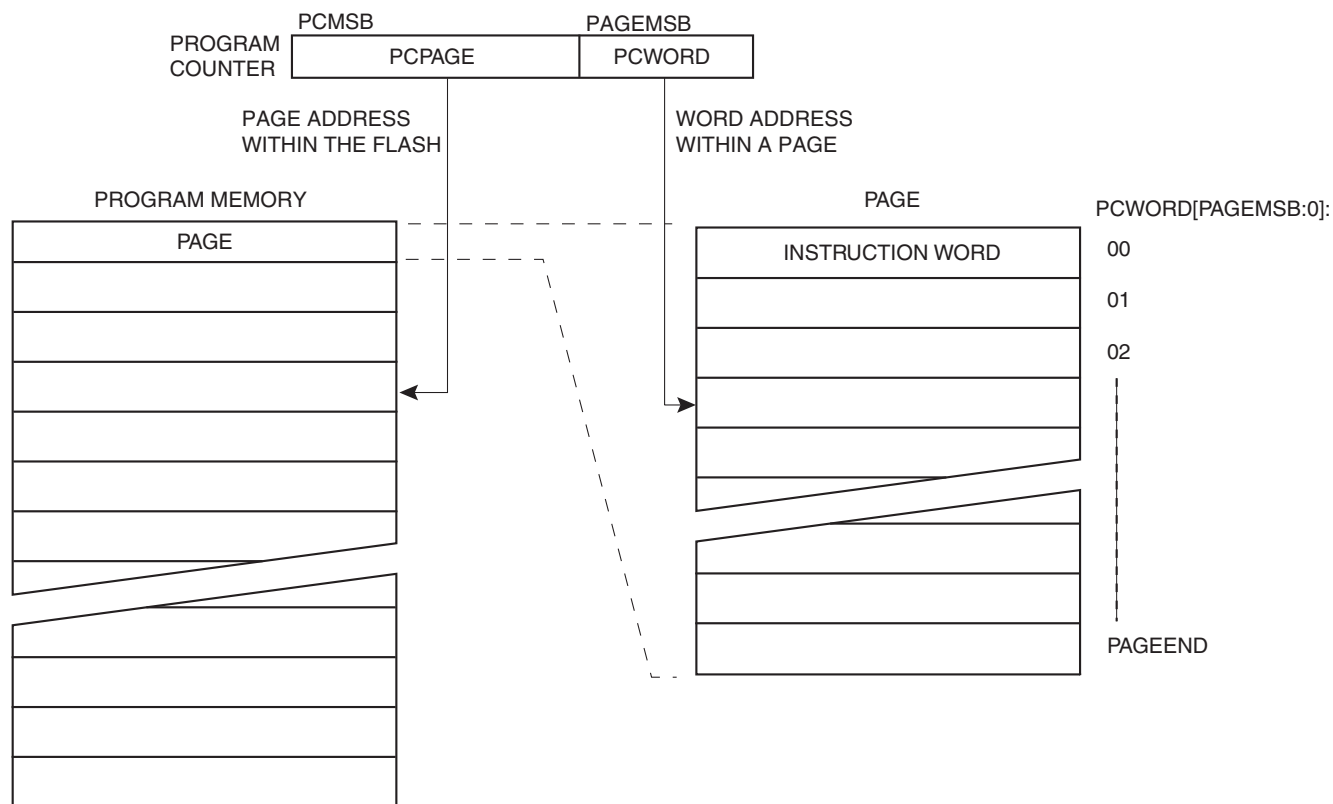 PCMSB
PAGEMSB
PROGRAM
COUNTER
PCPAGE
PCWORD
PAGE ADDRESS
WITHIN THE FLASH
WORD ADDRESS
WITHIN A PAGE
PROGRAM MEMORY
PAGE
PAGE
PCWORD[PAGEMSB:0]:
INSTRUCTION WORD
00
01
02
PAGEEND